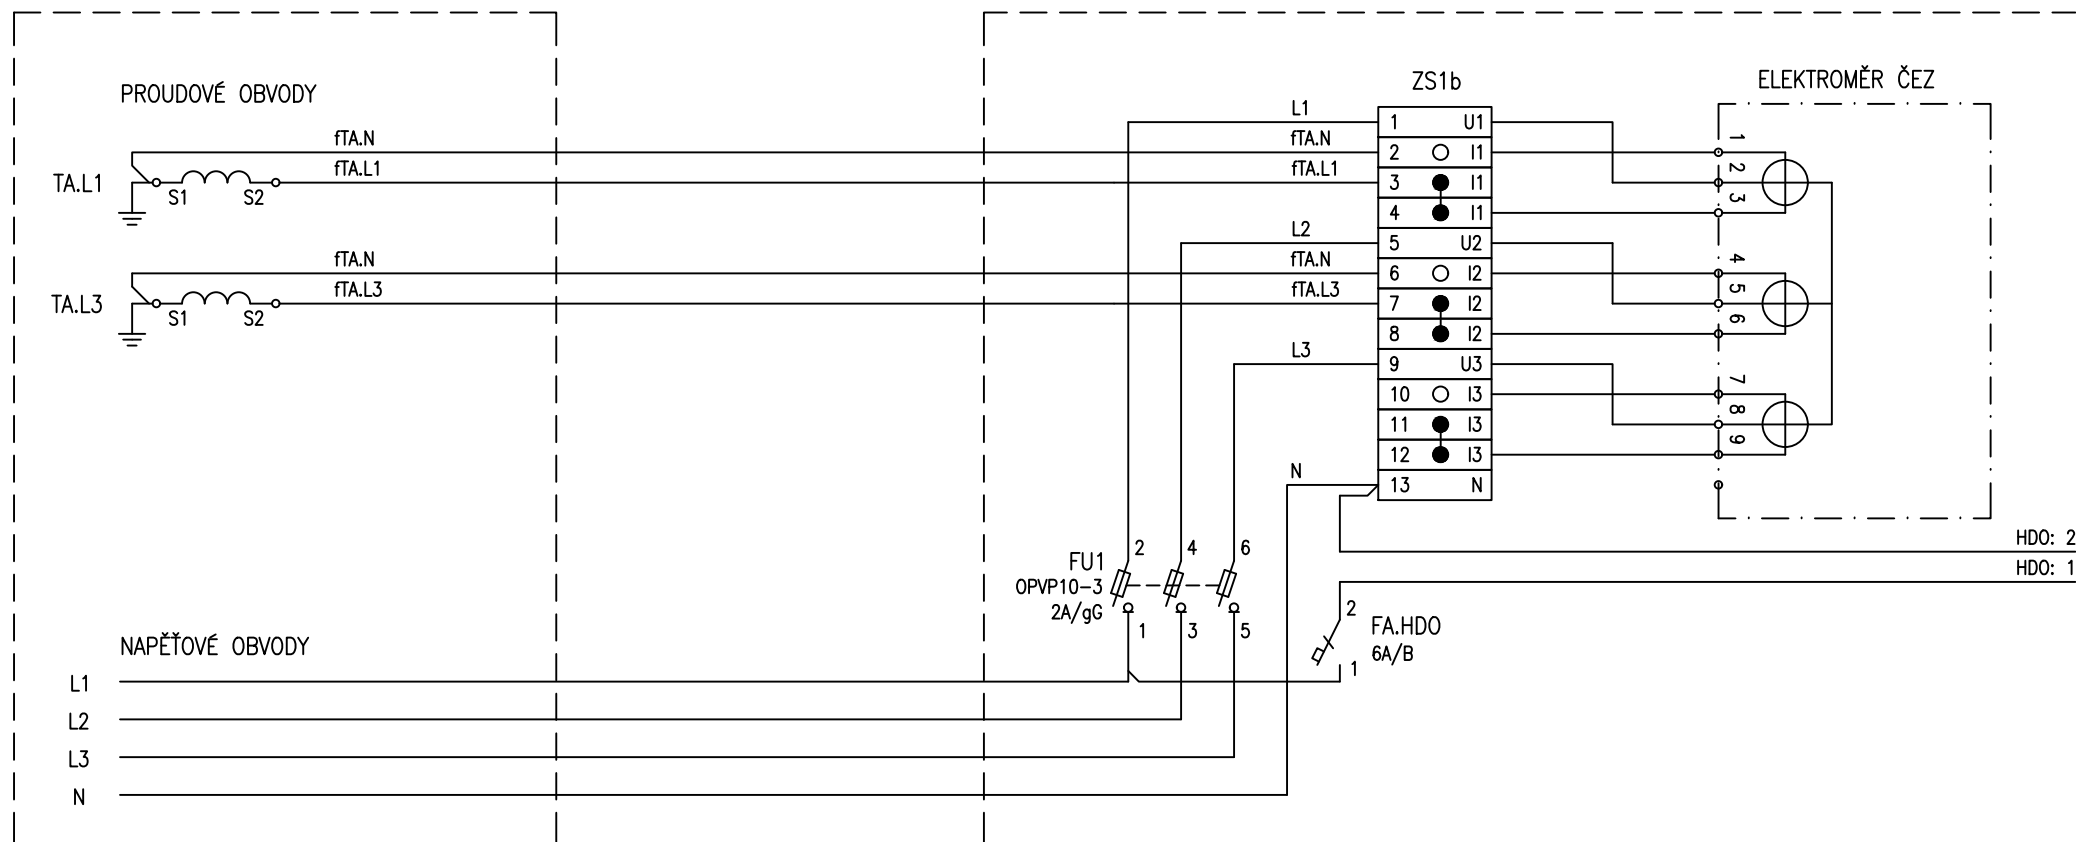 PROUDOVÉ OBVODY
ZS1b
ELEKTROMĚR ČEZ
TA.L1
S1 S2
fTA.N
fTA.L1
TA.L3
S1 S2
fTA.N
fTA.L3
L1
fTA.N
fTA.L1
L2
fTA.N
fTA.L3
L3
N
1 U1
2 I1
3 I1
4 I1
5 U2
6 I2
7 I2
8 I2
9 U3
10 I3
11 I3
12 I3
13 N
1
2
3
4
5
6
7
8
9
HDO: 2
HDO: 1
FU1
OPVP10-3
2A/gG
2 4 6
1 3 5
2
FA.HDO
6A/B
1
NAPĚŤOVÉ OBVODY
L1
L2
L3
N